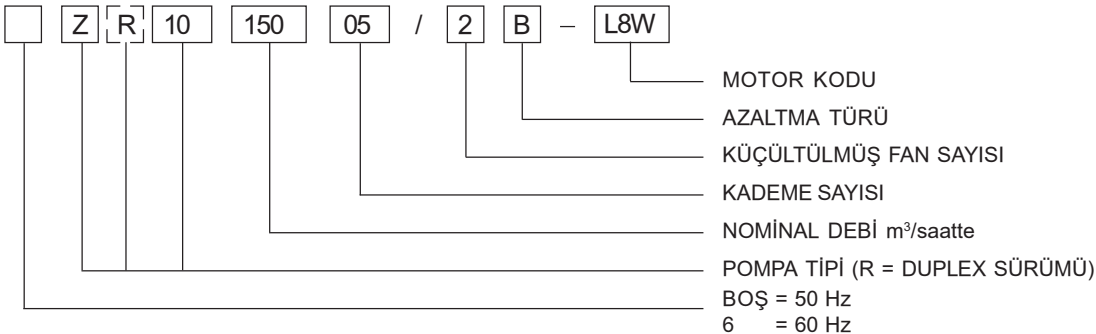 Z R 10 150 05 / 2 B – L8W
MOTOR KODU
AZALTMA TÜRÜ
KÜÇÜLTÜLMÜŞ FAN SAYISI
KADEME SAYISI
NOMİNAL DEBİ m³/saatte
POMPA TİPİ (R = DUPLEX SÜRÜMÜ)
BOŞ = 50 Hz
6 = 60 Hz